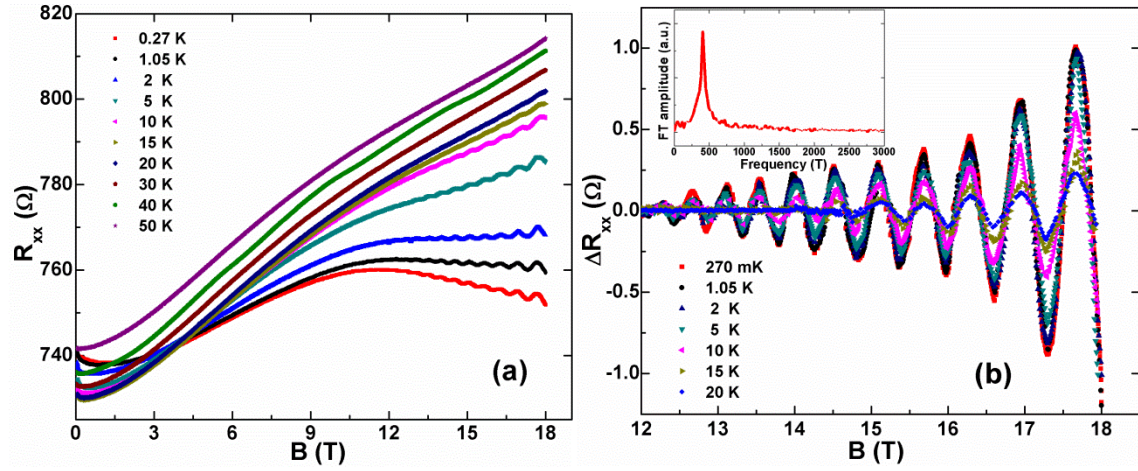 820
800
780
760
740
R_xx (Ω)
0.27 K
1.05 K
2 K
5 K
10 K
15 K
20 K
30 K
40 K
50 K
(a)
0 3 6 9 12 15 18
B (T)
1.0
0.5
0.0
-0.5
-1.0
ΔR_xx (Ω)
FT amplitude (a.u.)
0 500 1000 1500 2000 2500 3000
Frequency (T)
270 mK
1.05 K
2 K
5 K
10 K
15 K
20 K
(b)
12 13 14 15 16 17 18
B (T)